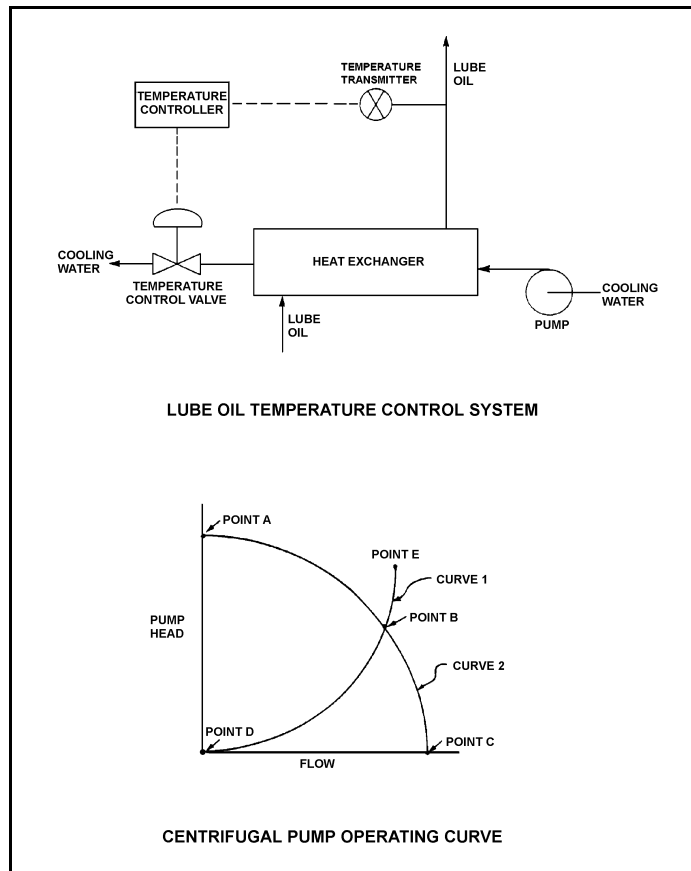 TEMPERATURE
TRANSMITTER
LUBE
OIL
TEMPERATURE
CONTROLLER
COOLING
WATER
HEAT EXCHANGER
TEMPERATURE
CONTROL VALVE
COOLING
WATER
PUMP
LUBE
OIL
LUBE OIL TEMPERATURE CONTROL SYSTEM
POINT A
POINT E
CURVE 1
PUMP
HEAD
POINT B
CURVE 2
POINT D
POINT C
FLOW
CENTRIFUGAL PUMP OPERATING CURVE